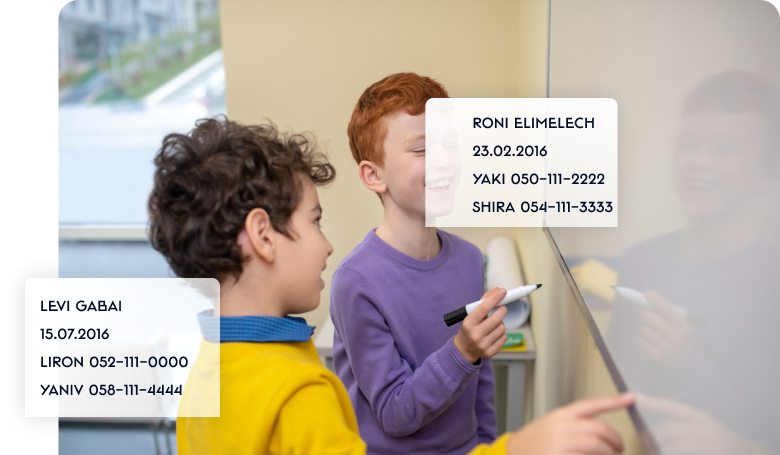 RONI ELIMELECH
23.02.2016
YAKI 050-111-2222
SHIRA 054-111-3333
LEVI GABAI
15.07.2016
LIRON 052-111-0000
YANIV 058-111-4444